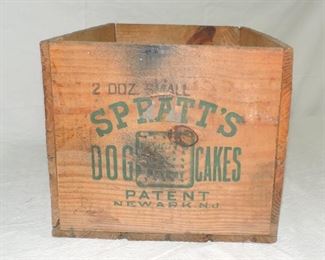 2 DOZ. SMALL
SPRATT'S
DOG CAKES
PATENT
NEWARK. N.J.